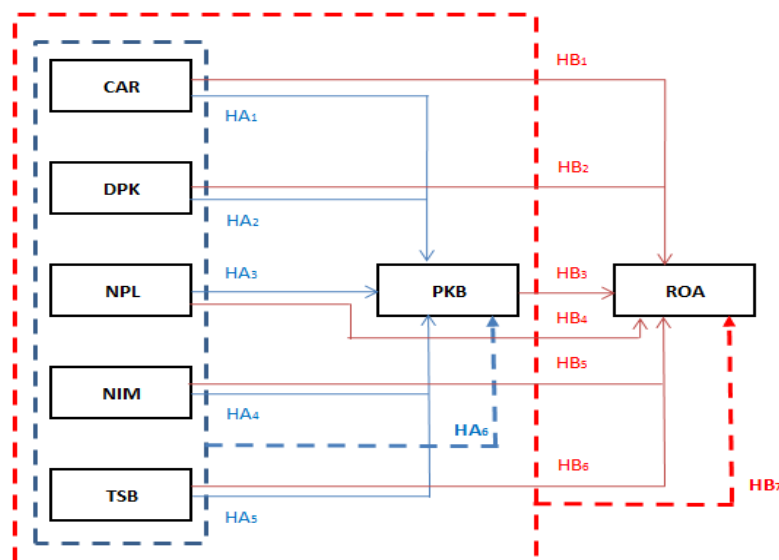 HB₁
CAR
HA₁
HB₂
DPK
HA₂
HA₃
HB₃
NPL
PKB
ROA
HB₄
HB₅
NIM
HA₄
HA₆
HB₆
HB₇
TSB
HA₅